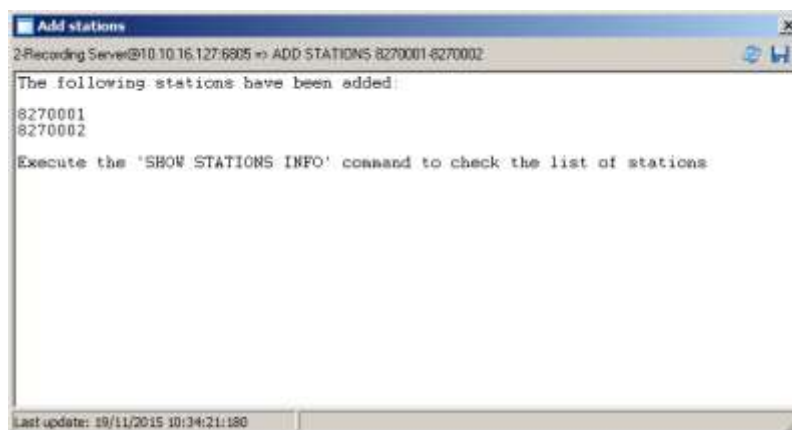 Add stations
2-Recording Server@10.10.16.127:6805 => ADD STATIONS 8270001-8270002
The following stations have been added:
8270001
8270002
Execute the 'SHOW STATIONS INFO' command to check the list of stations
Last update: 19/11/2015 10:34:21:180